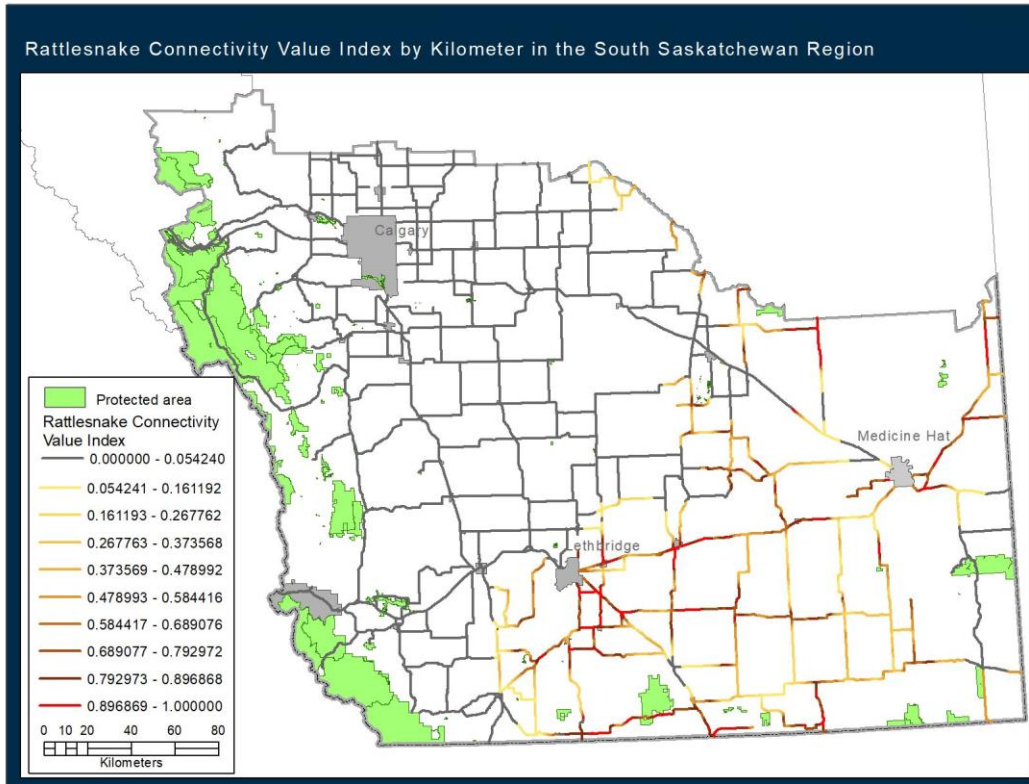 Rattlesnake Connectivity Value Index by Kilometer in the South Saskatchewan Region
Calgary
Medicine Hat
ethbridge
Protected area
Rattlesnake Connectivity
Value Index
0.000000 - 0.054240
0.054241 - 0.161192
0.161193 - 0.267762
0.267763 - 0.373568
0.373569 - 0.478992
0.478993 - 0.584416
0.584417 - 0.689076
0.689077 - 0.792972
0.792973 - 0.896868
0.896869 - 1.000000
0 10 20 40 60 80
Kilometers